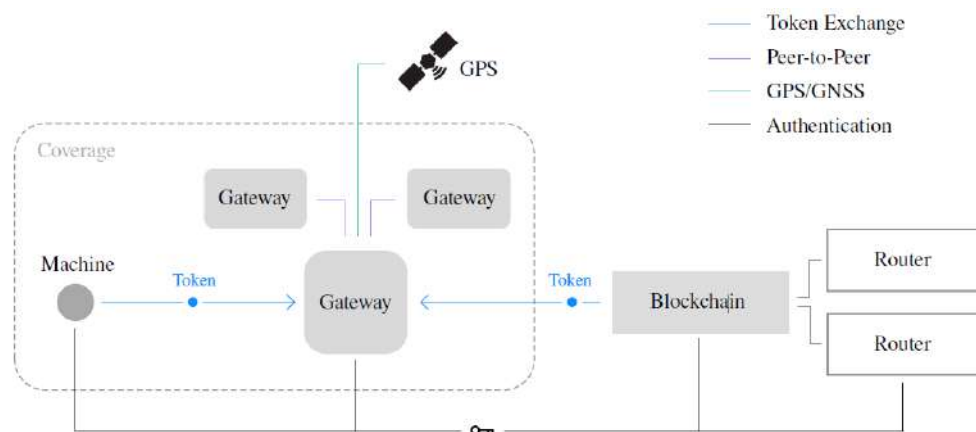 Token Exchange
Peer-to-Peer
GPS/GNSS
Authentication
GPS
Coverage
Gateway
Gateway
Machine
Token
Gateway
Token
Blockchain
Router
Router